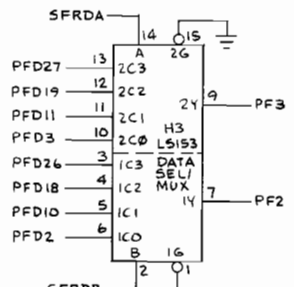 SFRDA
14
15
A
2G
PFD27 13 2C3
PFD19 12 2C2
PFD11 11 2C1
2Y 9 PF3
PFD3 10 2CØ
H3
LS153
PFD26 3 1C3
DATA
SEL/
MUX
PFD18 4 1C2
PFD10 5 1C1
1Y 7 PF2
PFD2 6 1C0
B
1G
2
1